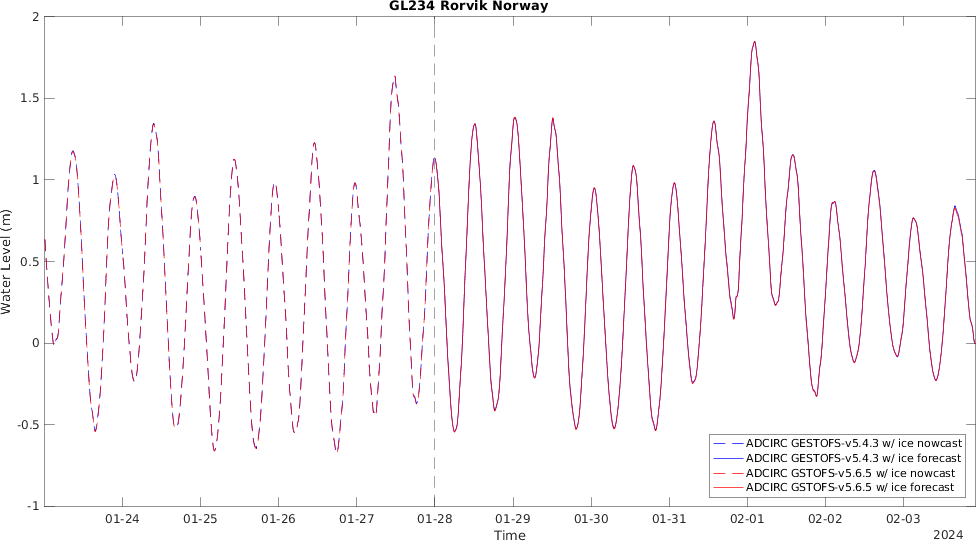 GL234 Rorvik Norway
2
1.5
1
0.5
0
-0.5
-1
Water Level (m)
01-24 01-25 01-26 01-27 01-28 01-29 01-30 01-31 02-01 02-02 02-03
Time
2024
ADCIRC GESTOFS-v5.4.3 w/ ice nowcast
ADCIRC GESTOFS-v5.4.3 w/ ice forecast
ADCIRC GSTOFS-v5.6.5 w/ ice nowcast
ADCIRC GSTOFS-v5.6.5 w/ ice forecast